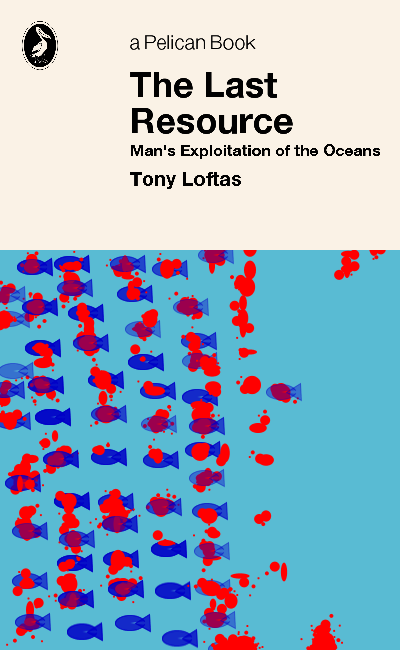 a Pelican Book
The Last
Resource
Man's Exploitation of the Oceans
Tony Loftas